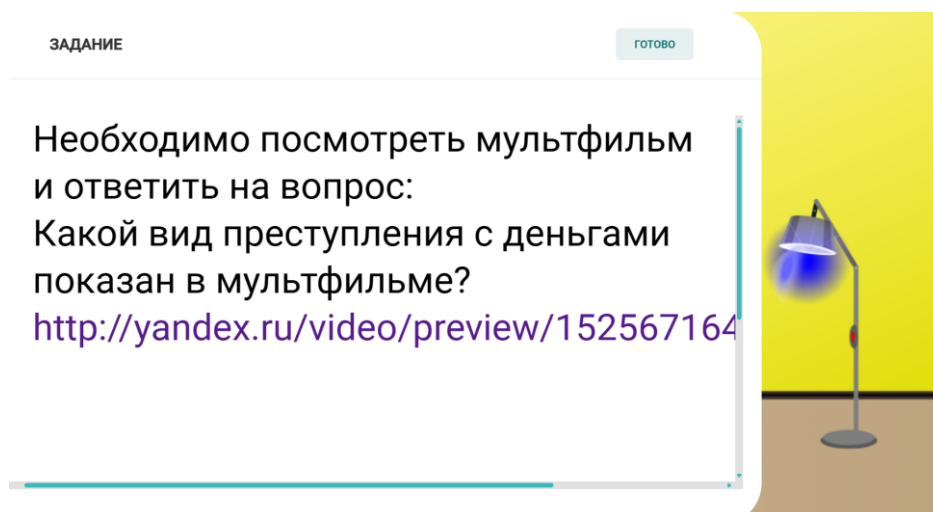 ЗАДАНИЕ
ГОТОВО
Необходимо посмотреть мультфильм
и ответить на вопрос:
Какой вид преступления с деньгами
показан в мультфильме?
http://yandex.ru/video/preview/152567164